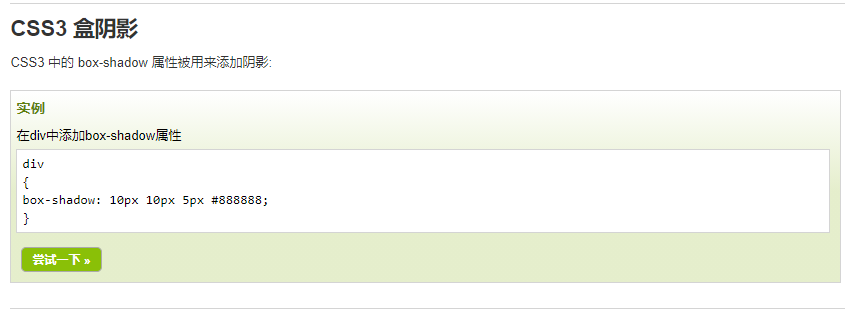 CSS3 盒阴影
CSS3 中的 box-shadow 属性被用来添加阴影:
实例
在div中添加box-shadow属性
div
{
box-shadow: 10px 10px 5px #888888;
}
尝试一下 »